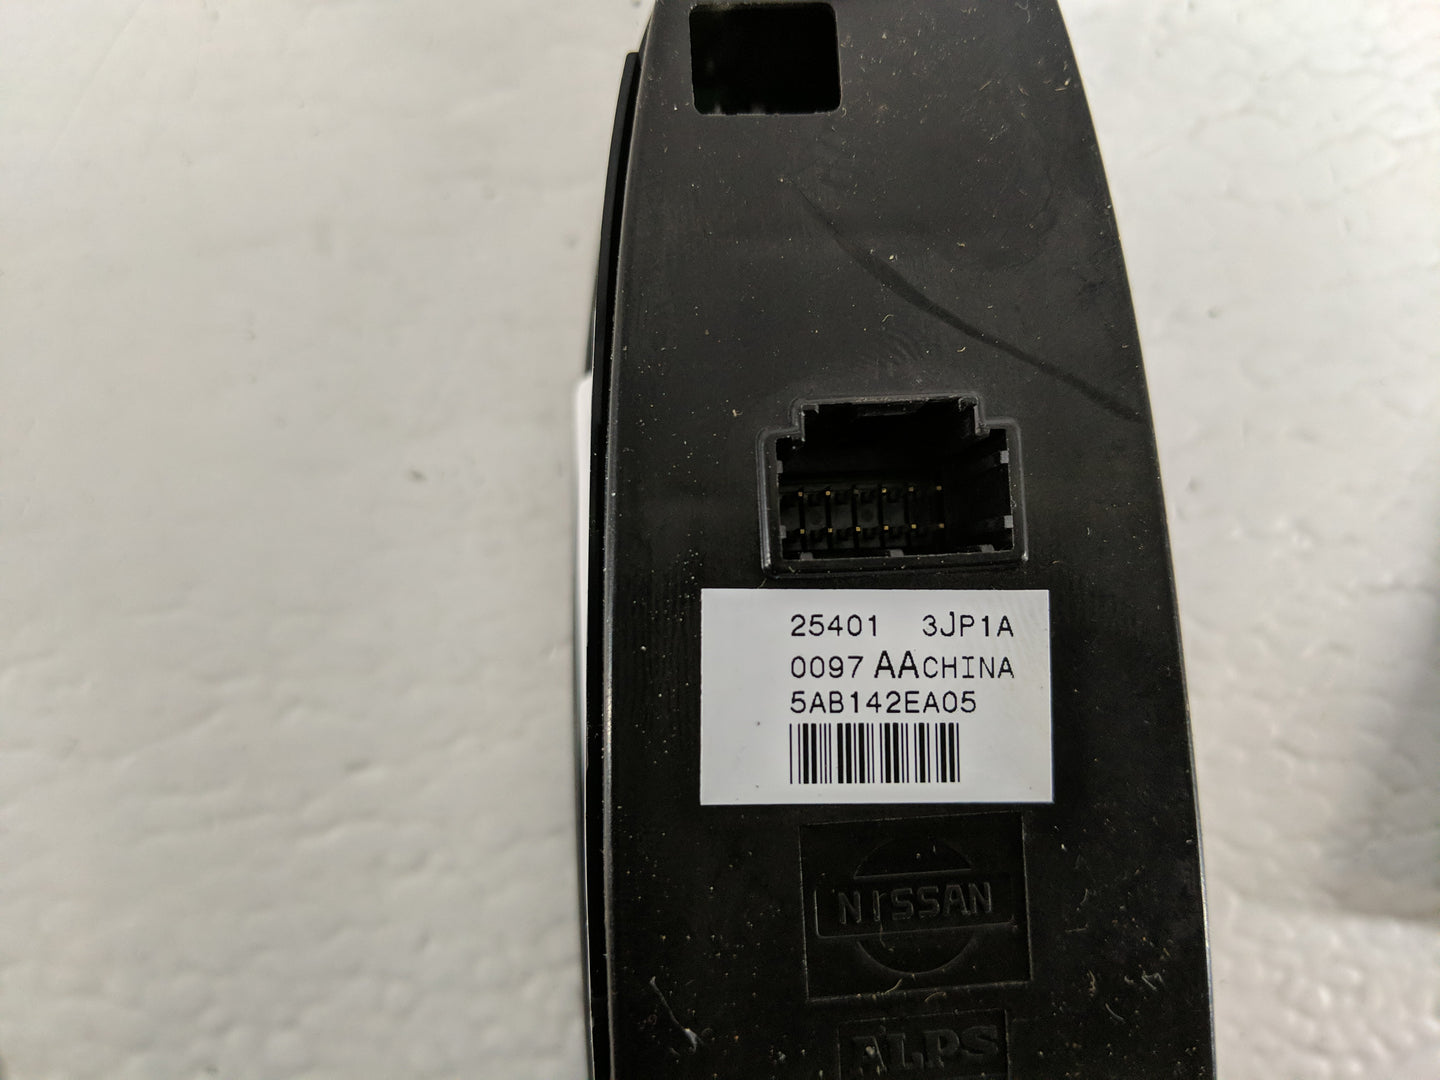 25401 3JP1A
0097 AACHINA
5AB142EA05
NISSAN
ALPS